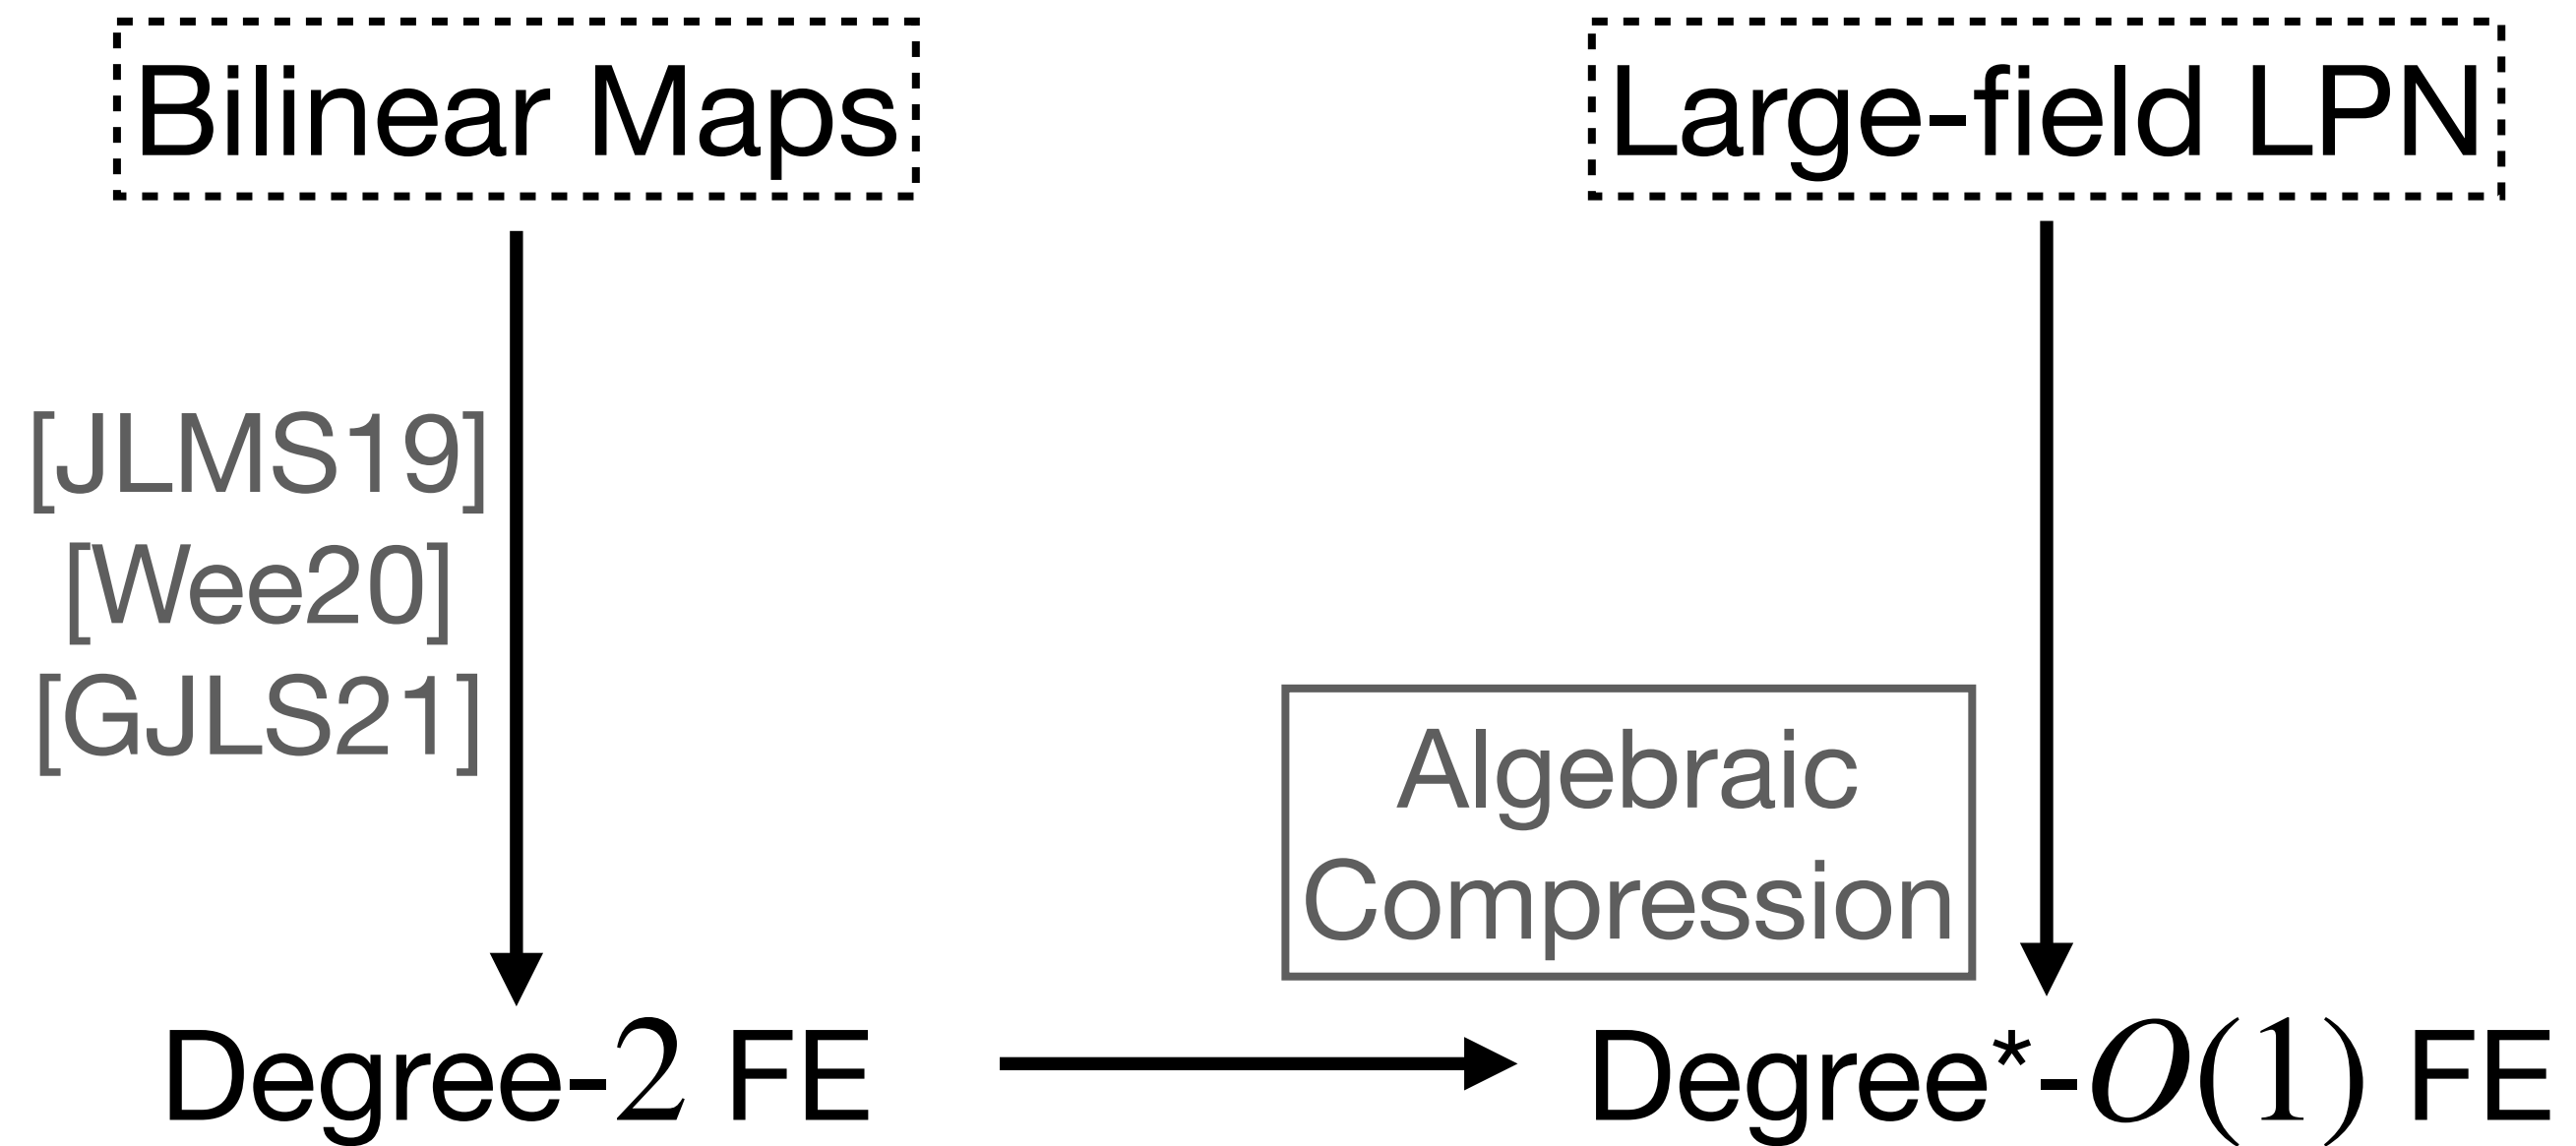 Bilinear Maps
Large-field LPN
[JLMS19]
[Wee20]
[GJLS21]
Algebraic
Compression
Degree-2 FE
Degree*-O(1) FE